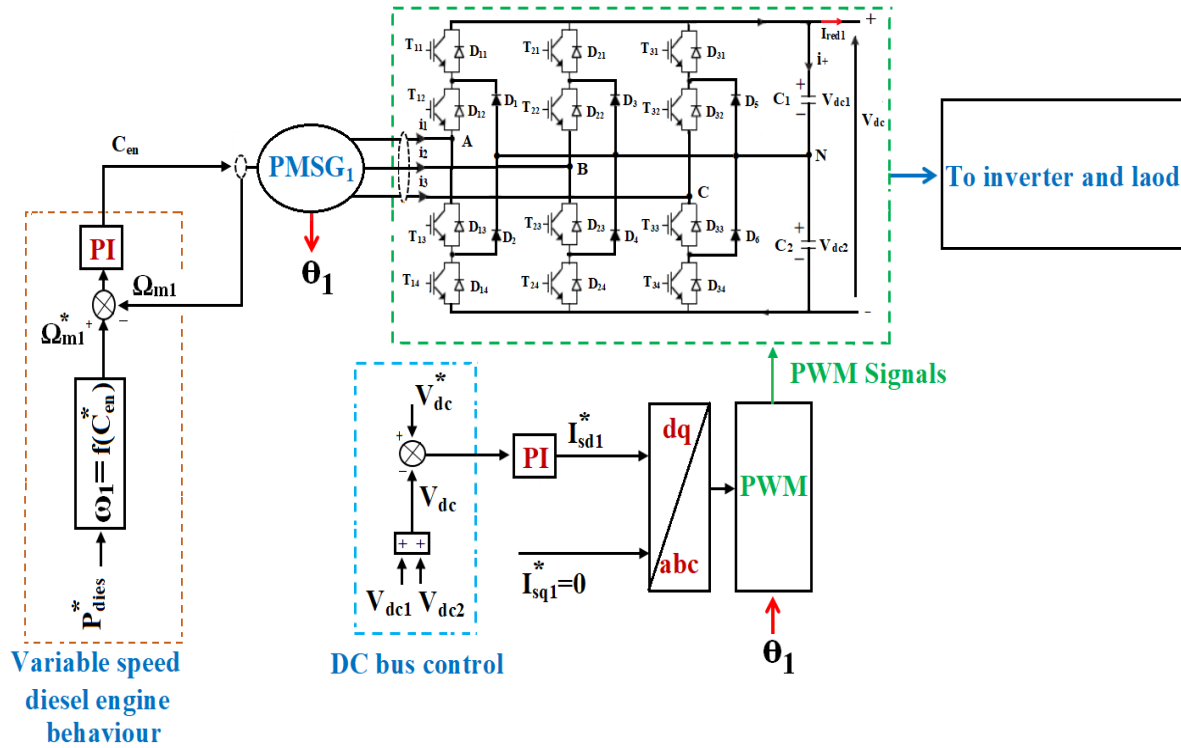 T11
D11
T21
D21
T31
D31
Ired1
+
i+
T12
D12
D1
T22
D22
D3
T32
D32
D5
C1
+
−
Vdc1
Vdc
Cen
PMSG1
i1
A
i2
B
i3
C
N
To inverter and laod
T13
D13
D2
T23
D23
D4
T33
D33
D6
C2
+
−
Vdc2
T14
D14
T24
D24
T34
D34
-
θ1
PI
Ωm1
Ω*m1
+
−
ω1= f(C*en)
P*dies
Variable speed
diesel engine
behaviour
V*dc
+
−
Vdc
+ +
Vdc1 Vdc2
DC bus control
PI
I*sd1
I*sq1=0
dq
abc
PWM
PWM Signals
θ1